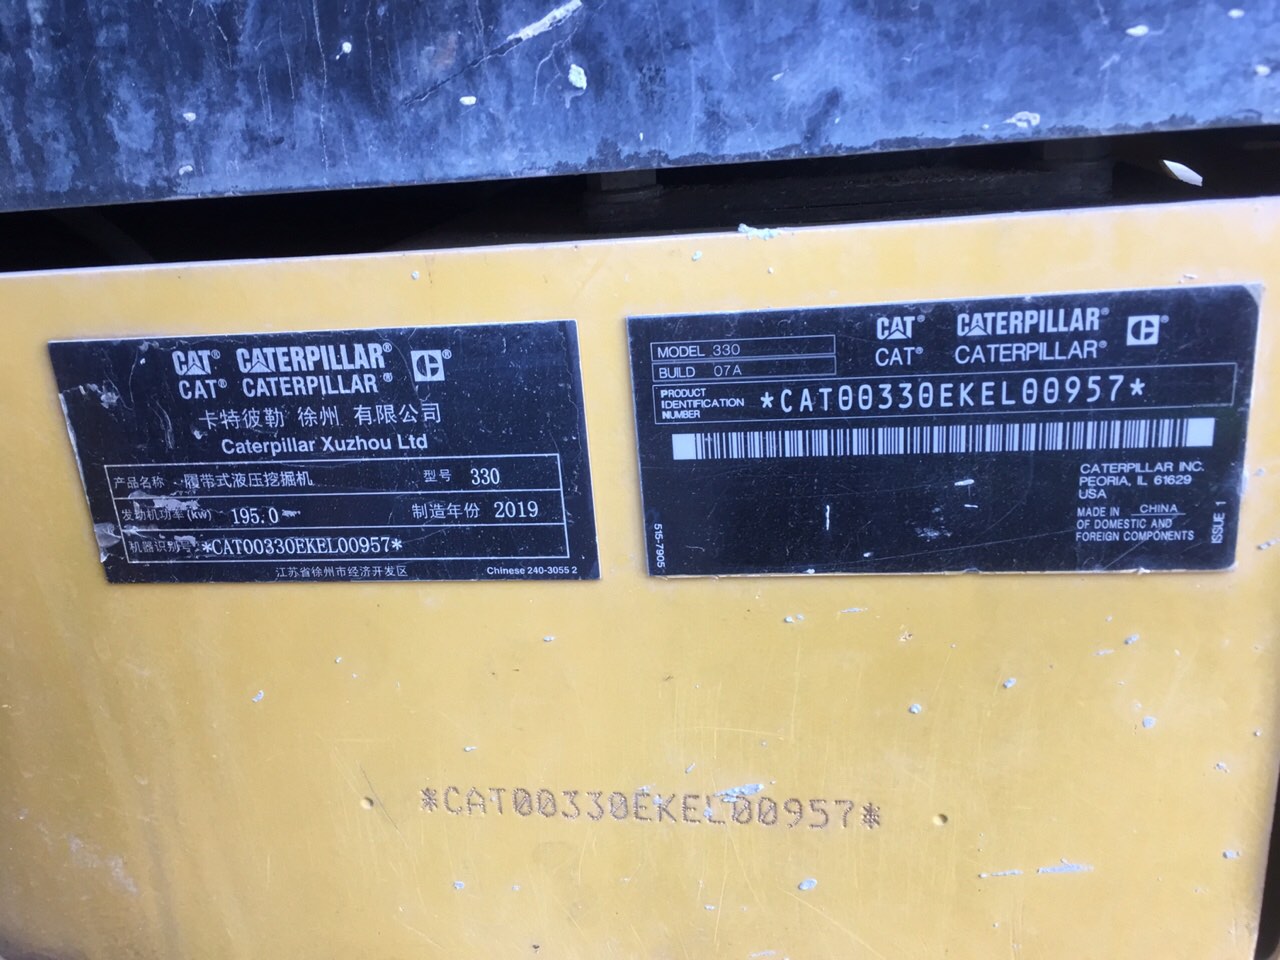 CAT® CATERPILLAR® ®
CAT® CATERPILLAR®
卡特彼勒 徐州 有限公司
Caterpillar Xuzhou Ltd
产品名称 履带式液压挖掘机 型号 330
发动机功率(kw) 195.0 制造年份 2019
机器识别号 *CAT00330EKEL00957*
江苏省徐州市经济开发区 Chinese 240-3055 2
CAT® CATERPILLAR® ®
CAT® CATERPILLAR®
MODEL 330
BUILD 07A
PRODUCT
IDENTIFICATION
NUMBER
*CAT00330EKEL00957*
CATERPILLAR INC.
PEORIA, IL 61629
USA
MADE IN CHINA
OF DOMESTIC AND
FOREIGN COMPONENTS
515-7905
ISSUE 1
*CAT00330EKEL00957*